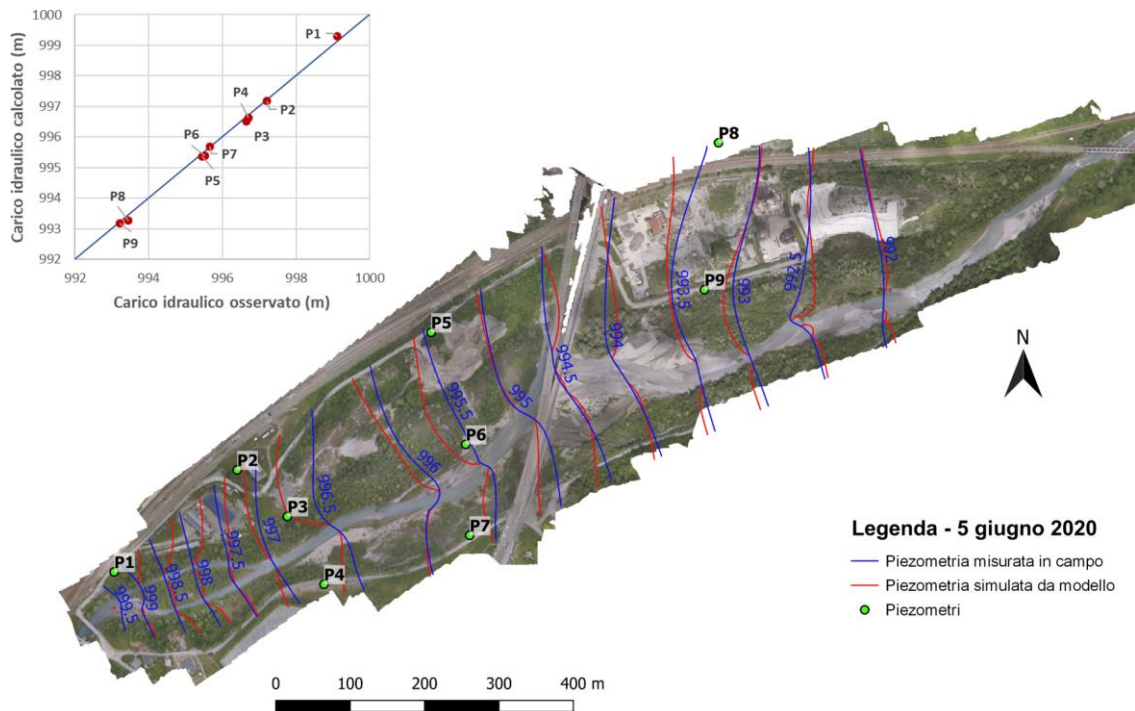 1000
999
998
997
996
995
994
993
992
992
994
996
998
1000
Carico idraulico calcolato (m)
Carico idraulico osservato (m)
P1
P2
P4
P3
P6
P7
P5
P8
P9
P8
P9
P5
P6
P7
P2
P3
P4
P1
999.5
999
998.5
998
997.5
997
996.5
996
995.5
995
994.5
994
993.5
993
992.5
992
N
Legenda - 5 giugno 2020
Piezometria misurata in campo
Piezometria simulata da modello
Piezometri
0 100 200 300 400 m